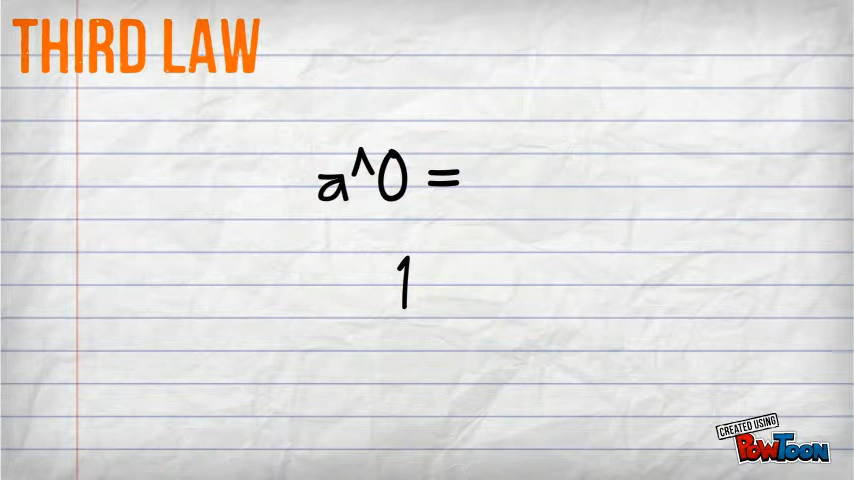 THIRD LAW
a^0 =
1
CREATED USING
POWTOON